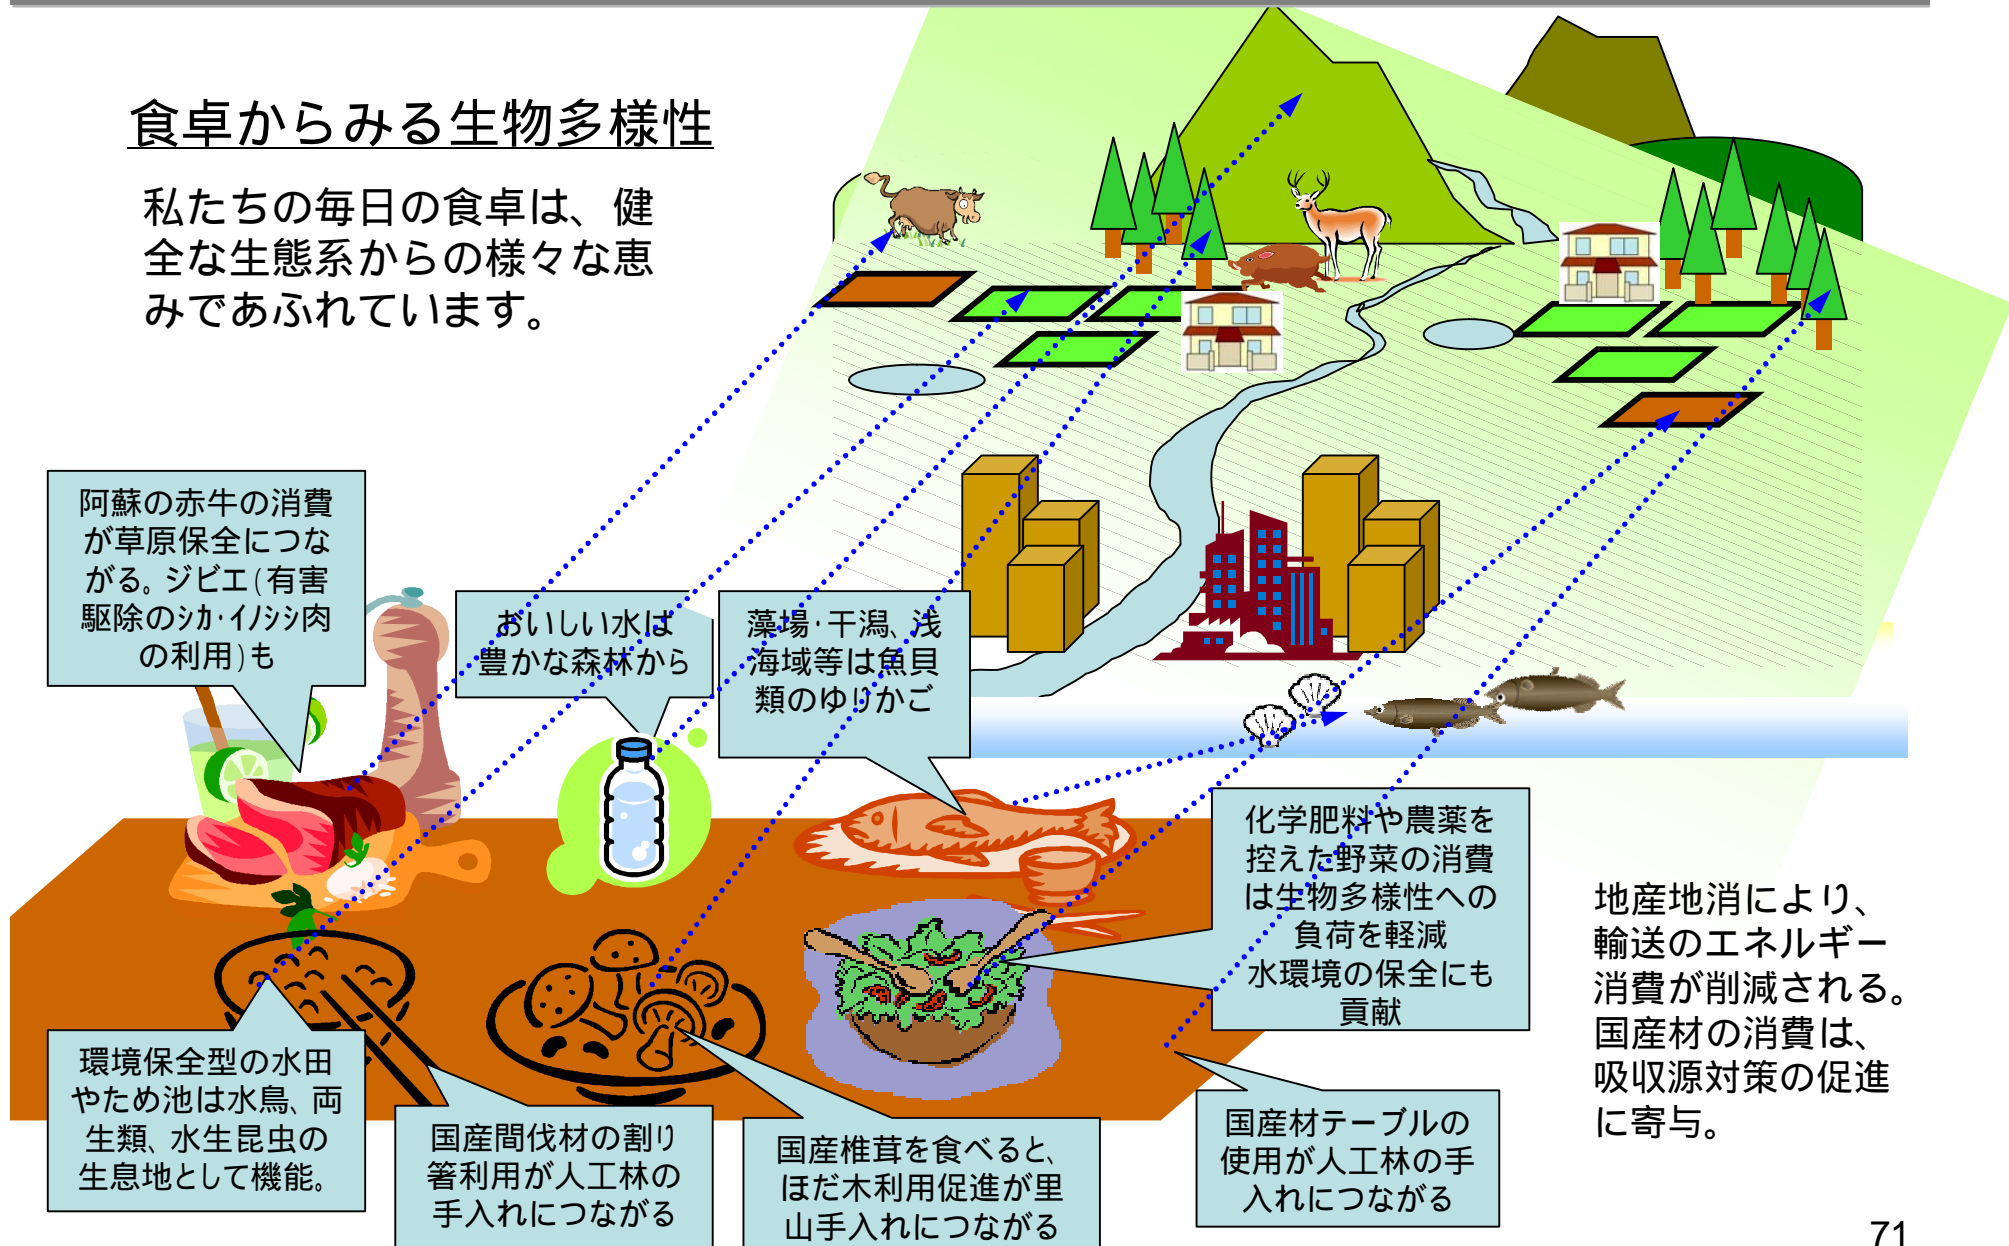 食卓からみる生物多様性
私たちの毎日の食卓は、健
全な生態系からの様々な恵
みであふれています。
阿蘇の赤牛の消費
が草原保全につな
がる。ジビエ(有害
駆除のｼｶ･ｲﾉｼｼ肉
の利用)も
おいしい水は
豊かな森林から
藻場･干潟、浅
海域等は魚貝
類のゆりかご
化学肥料や農薬を
控えた野菜の消費
は生物多様性への
負荷を軽減
水環境の保全にも
貢献
地産地消により、
輸送のエネルギー
消費が削減される。
国産材の消費は、
吸収源対策の促進
に寄与。
環境保全型の水田
やため池は水鳥、両
生類、水生昆虫の
生息地として機能。
国産間伐材の割り
箸利用が人工林の
手入れにつながる
国産椎茸を食べると、
ほだ木利用促進が里
山手入れにつながる
国産材テーブルの
使用が人工林の手
入れにつながる
71